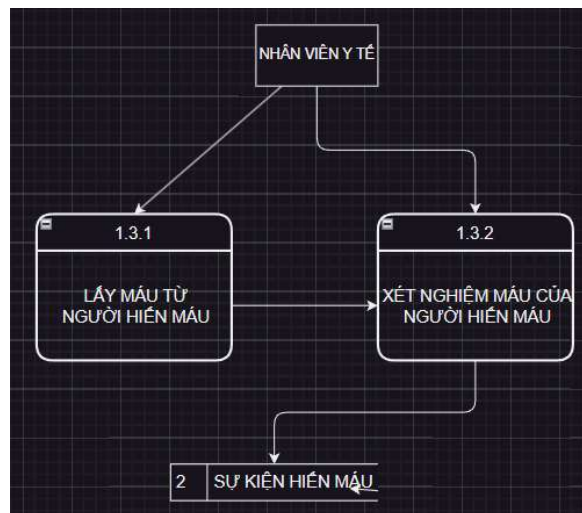 NHÂN VIÊN Y TẾ
1.3.1
LẤY MÁU TỪ
NGƯỜI HIẾN MÁU
1.3.2
XÉT NGHIỆM MÁU CỦA
NGƯỜI HIẾN MÁU
2 SỰ KIỆN HIẾN MÁU